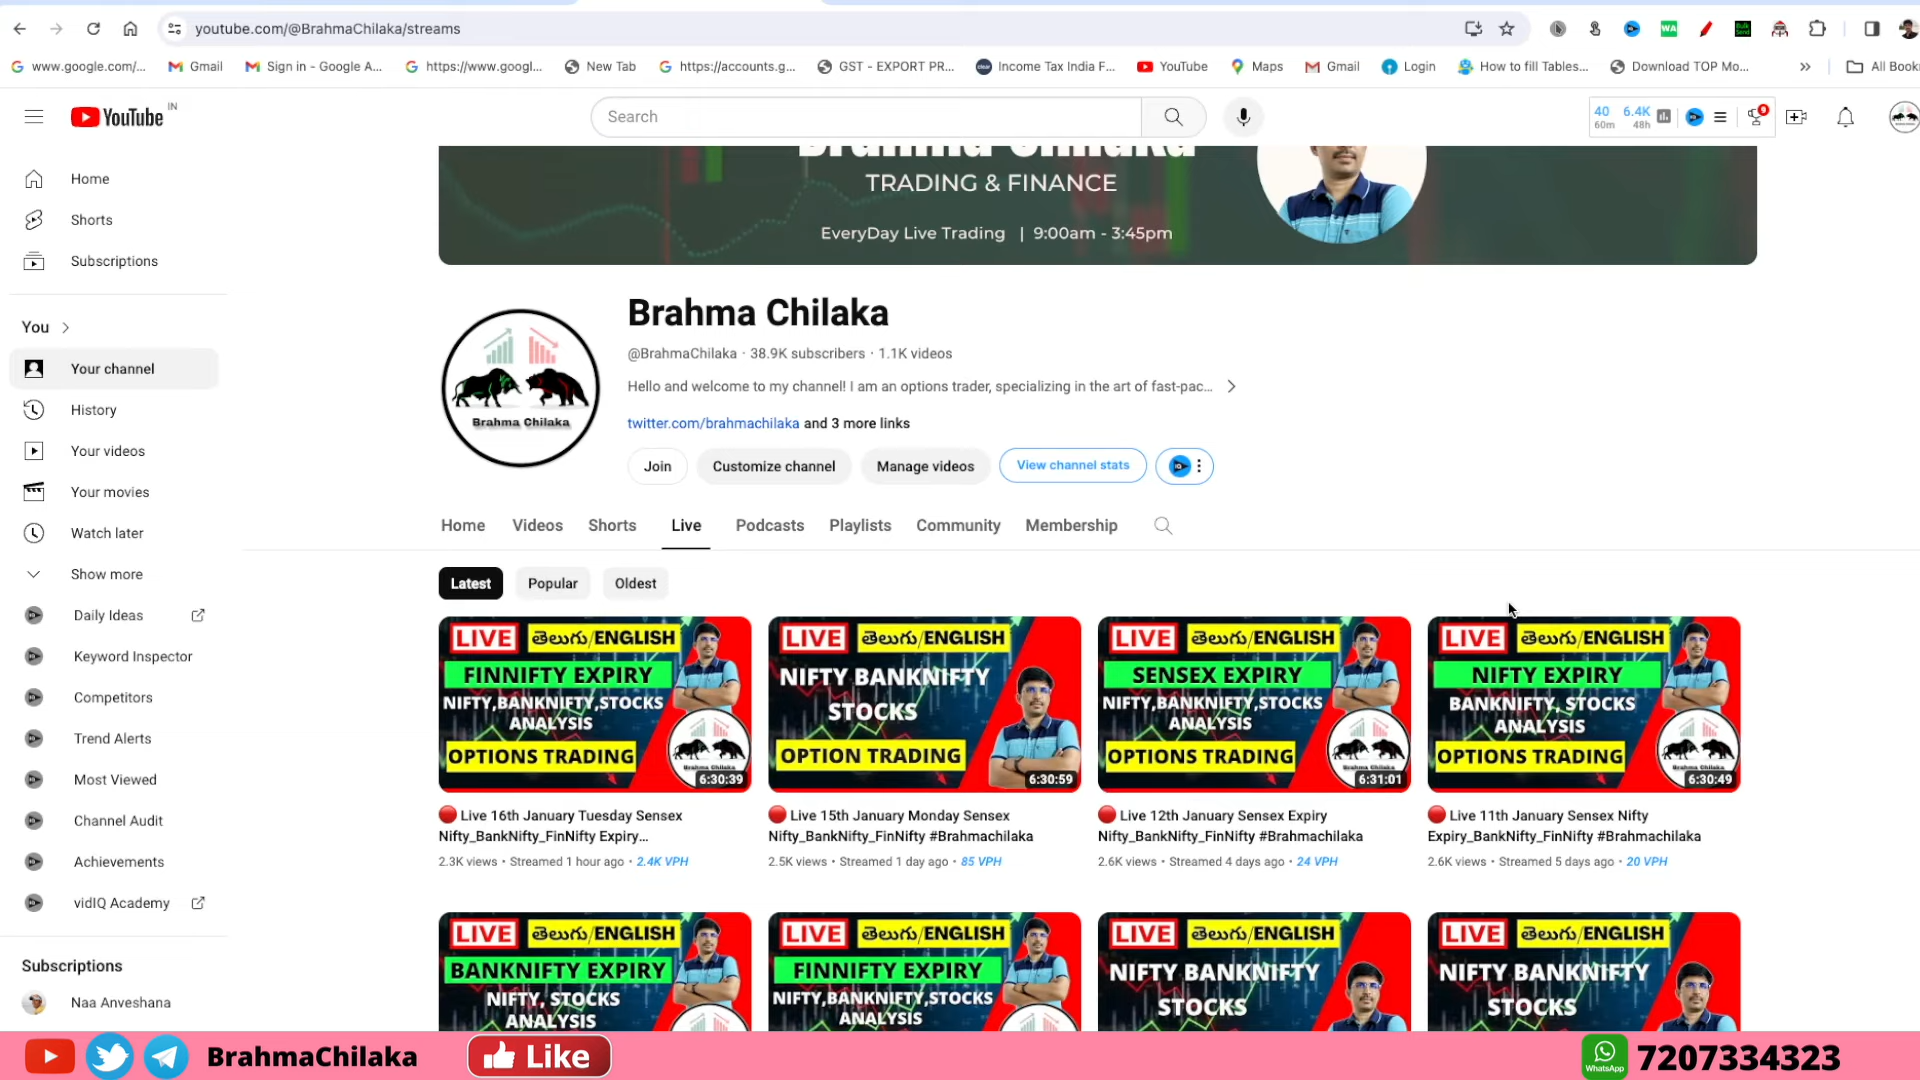 youtube.com/@BrahmaChilaka/streams
www.google.com/...
Gmail
Sign in - Google A...
https://www.googl...
New Tab
https://accounts.g...
GST - EXPORT PR...
Income Tax India F...
YouTube
Maps
Gmail
Login
How to fill Tables...
Download TOP Mo...
All Book
YouTube IN
Search
40 60m
6.4K 48h
9
TRADING & FINANCE
EveryDay Live Trading | 9:00am - 3:45pm
Home
Shorts
Subscriptions
You
Your channel
History
Your videos
Your movies
Watch later
Show more
Daily Ideas
Keyword Inspector
Competitors
Trend Alerts
Most Viewed
Channel Audit
Achievements
vidIQ Academy
Subscriptions
Naa Anveshana
Brahma Chilaka
Brahma Chilaka
@BrahmaChilaka · 38.9K subscribers · 1.1K videos
Hello and welcome to my channel! I am an options trader, specializing in the art of fast-pac...
twitter.com/brahmachilaka and 3 more links
Join
Customize channel
Manage videos
View channel stats
Home
Videos
Shorts
Live
Podcasts
Playlists
Community
Membership
Latest
Popular
Oldest
LIVE తెలుగు/ENGLISH
FINNIFTY EXPIRY
NIFTY,BANKNIFTY,STOCKS
ANALYSIS
OPTIONS TRADING
Brahma Chilaka
6:30:39
Live 16th January Tuesday Sensex
Nifty_BankNifty_FinNifty Expiry...
2.3K views • Streamed 1 hour ago • 2.4K VPH
LIVE తెలుగు/ENGLISH
NIFTY BANKNIFTY
STOCKS
OPTION TRADING
6:30:59
Live 15th January Monday Sensex
Nifty_BankNifty_FinNifty #Brahmachilaka
2.5K views • Streamed 1 day ago • 85 VPH
LIVE తెలుగు/ENGLISH
SENSEX EXPIRY
NIFTY,BANKNIFTY,STOCKS
ANALYSIS
OPTIONS TRADING
Brahma Chilaka
6:31:01
Live 12th January Sensex Expiry
Nifty_BankNifty_FinNifty #Brahmachilaka
2.6K views • Streamed 4 days ago • 24 VPH
LIVE తెలుగు/ENGLISH
NIFTY EXPIRY
BANKNIFTY, STOCKS
ANALYSIS
OPTIONS TRADING
Brahma Chilaka
6:30:49
Live 11th January Sensex Nifty
Expiry_BankNifty_FinNifty #Brahmachilaka
2.6K views • Streamed 5 days ago • 20 VPH
LIVE తెలుగు/ENGLISH
BANKNIFTY EXPIRY
NIFTY, STOCKS
ANALYSIS
LIVE తెలుగు/ENGLISH
FINNIFTY EXPIRY
NIFTY,BANKNIFTY,STOCKS
ANALYSIS
LIVE తెలుగు/ENGLISH
NIFTY BANKNIFTY
STOCKS
LIVE తెలుగు/ENGLISH
NIFTY BANKNIFTY
STOCKS
BrahmaChilaka
Like
WhatsApp
7207334323